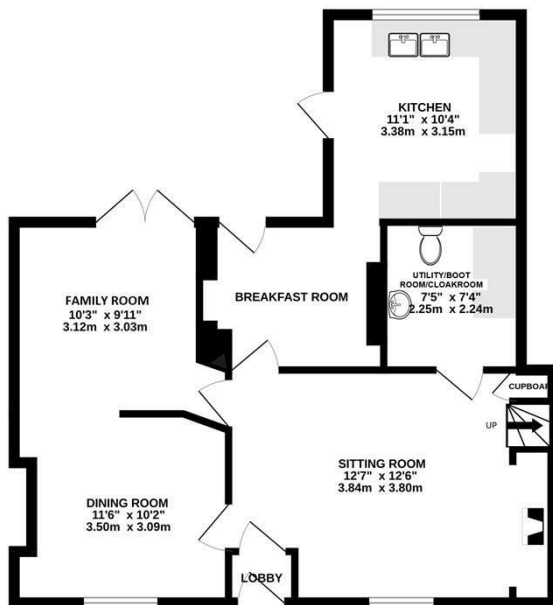 KITCHEN
11'1" x 10'4"
3.38m x 3.15m
UTILITY/BOOT
ROOM/CLOAKROOM
7'5" x 7'4"
2.25m x 2.24m
FAMILY ROOM
10'3" x 9'11"
3.12m x 3.03m
BREAKFAST ROOM
CUPBOAR
UP
SITTING ROOM
12'7" x 12'6"
3.84m x 3.80m
DINING ROOM
11'6" x 10'2"
3.50m x 3.09m
LOBBY